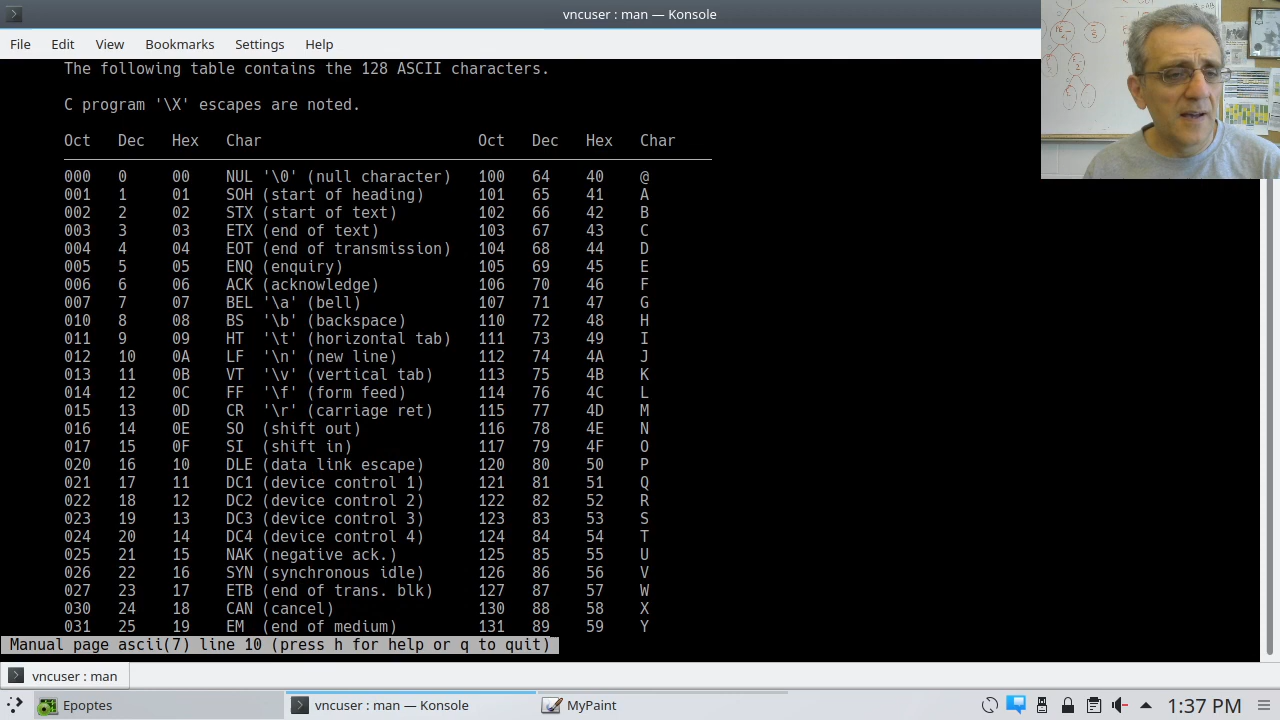 vncuser : man — Konsole
File Edit View Bookmarks Settings Help
The following table contains the 128 ASCII characters.
C program '\X' escapes are noted.
Oct Dec Hex Char Oct Dec Hex Char
000 0 00 NUL '\0' (null character) 100 64 40 @
001 1 01 SOH (start of heading) 101 65 41 A
002 2 02 STX (start of text) 102 66 42 B
003 3 03 ETX (end of text) 103 67 43 C
004 4 04 EOT (end of transmission) 104 68 44 D
005 5 05 ENQ (enquiry) 105 69 45 E
006 6 06 ACK (acknowledge) 106 70 46 F
007 7 07 BEL '\a' (bell) 107 71 47 G
010 8 08 BS '\b' (backspace) 110 72 48 H
011 9 09 HT '\t' (horizontal tab) 111 73 49 I
012 10 0A LF '\n' (new line) 112 74 4A J
013 11 0B VT '\v' (vertical tab) 113 75 4B K
014 12 0C FF '\f' (form feed) 114 76 4C L
015 13 0D CR '\r' (carriage ret) 115 77 4D M
016 14 0E SO (shift out) 116 78 4E N
017 15 0F SI (shift in) 117 79 4F O
020 16 10 DLE (data link escape) 120 80 50 P
021 17 11 DC1 (device control 1) 121 81 51 Q
022 18 12 DC2 (device control 2) 122 82 52 R
023 19 13 DC3 (device control 3) 123 83 53 S
024 20 14 DC4 (device control 4) 124 84 54 T
025 21 15 NAK (negative ack.) 125 85 55 U
026 22 16 SYN (synchronous idle) 126 86 56 V
027 23 17 ETB (end of trans. blk) 127 87 57 W
030 24 18 CAN (cancel) 130 88 58 X
031 25 19 EM (end of medium) 131 89 59 Y
Manual page ascii(7) line 10 (press h for help or q to quit)
vncuser : man
Epoptes vncuser : man — Konsole MyPaint 1:37 PM